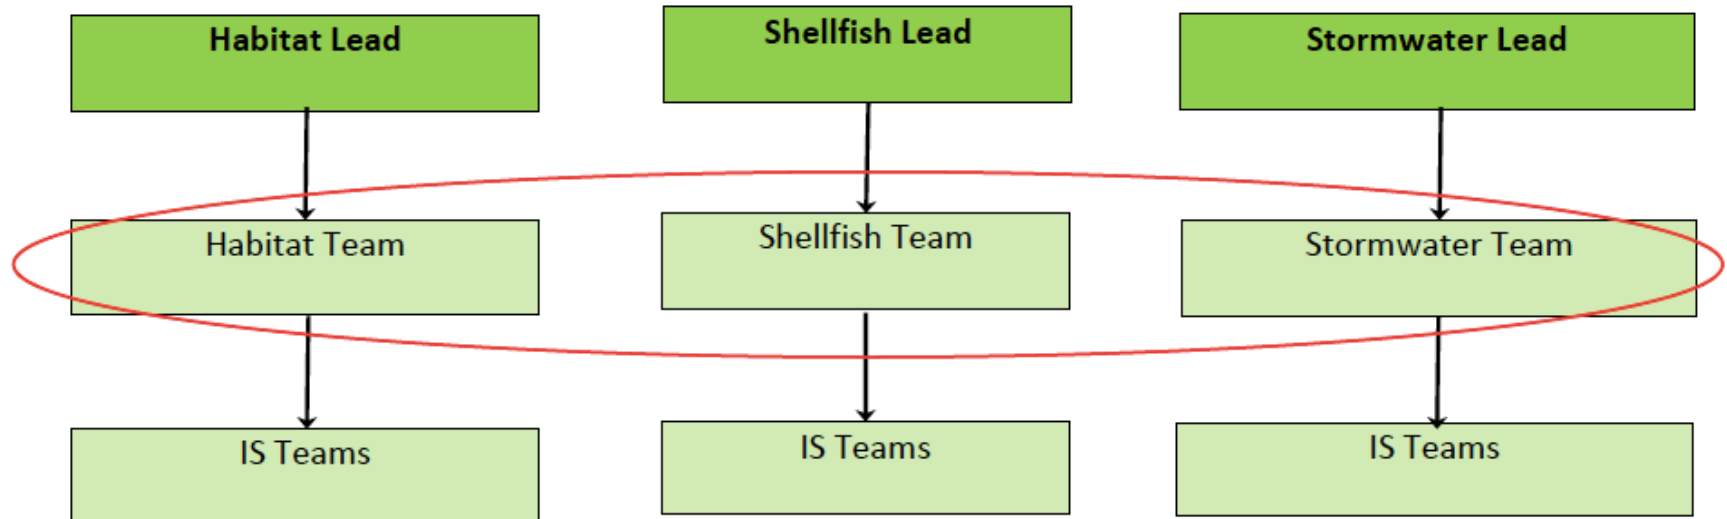 Habitat Lead
Shellfish Lead
Stormwater Lead
Habitat Team
Shellfish Team
Stormwater Team
IS Teams
IS Teams
IS Teams